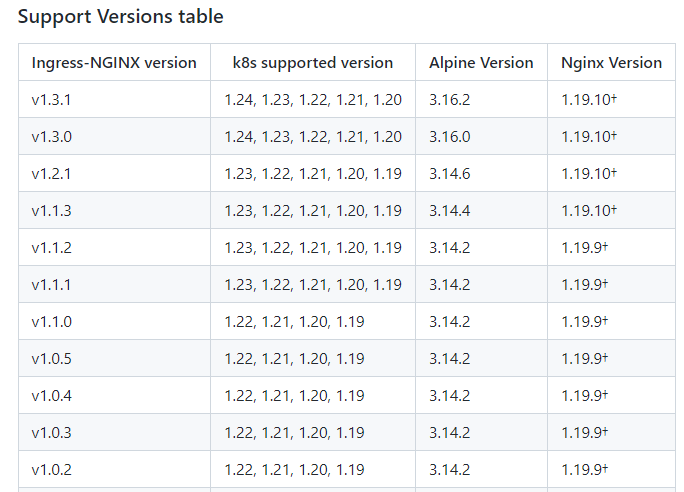 Support Versions table
Ingress-NGINX version k8s supported version Alpine Version Nginx Version
v1.3.1 1.24, 1.23, 1.22, 1.21, 1.20 3.16.2 1.19.10†
v1.3.0 1.24, 1.23, 1.22, 1.21, 1.20 3.16.0 1.19.10†
v1.2.1 1.23, 1.22, 1.21, 1.20, 1.19 3.14.6 1.19.10†
v1.1.3 1.23, 1.22, 1.21, 1.20, 1.19 3.14.4 1.19.10†
v1.1.2 1.23, 1.22, 1.21, 1.20, 1.19 3.14.2 1.19.9†
v1.1.1 1.23, 1.22, 1.21, 1.20, 1.19 3.14.2 1.19.9†
v1.1.0 1.22, 1.21, 1.20, 1.19 3.14.2 1.19.9†
v1.0.5 1.22, 1.21, 1.20, 1.19 3.14.2 1.19.9†
v1.0.4 1.22, 1.21, 1.20, 1.19 3.14.2 1.19.9†
v1.0.3 1.22, 1.21, 1.20, 1.19 3.14.2 1.19.9†
v1.0.2 1.22, 1.21, 1.20, 1.19 3.14.2 1.19.9†